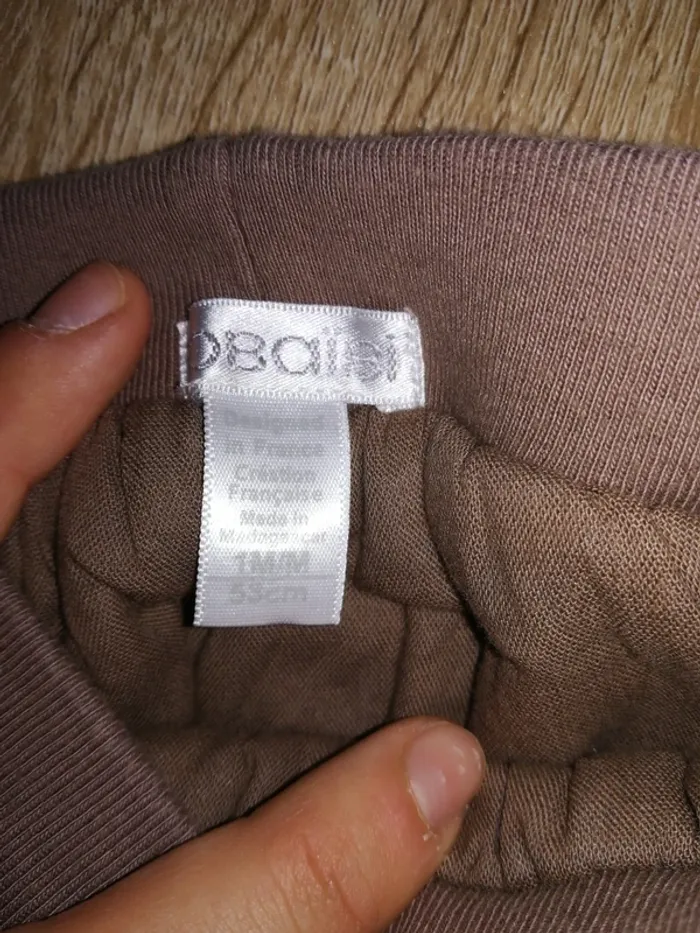 obaïbi
Designed
in France
Création
Française
Made in
Madagascar
1M/M
53cm